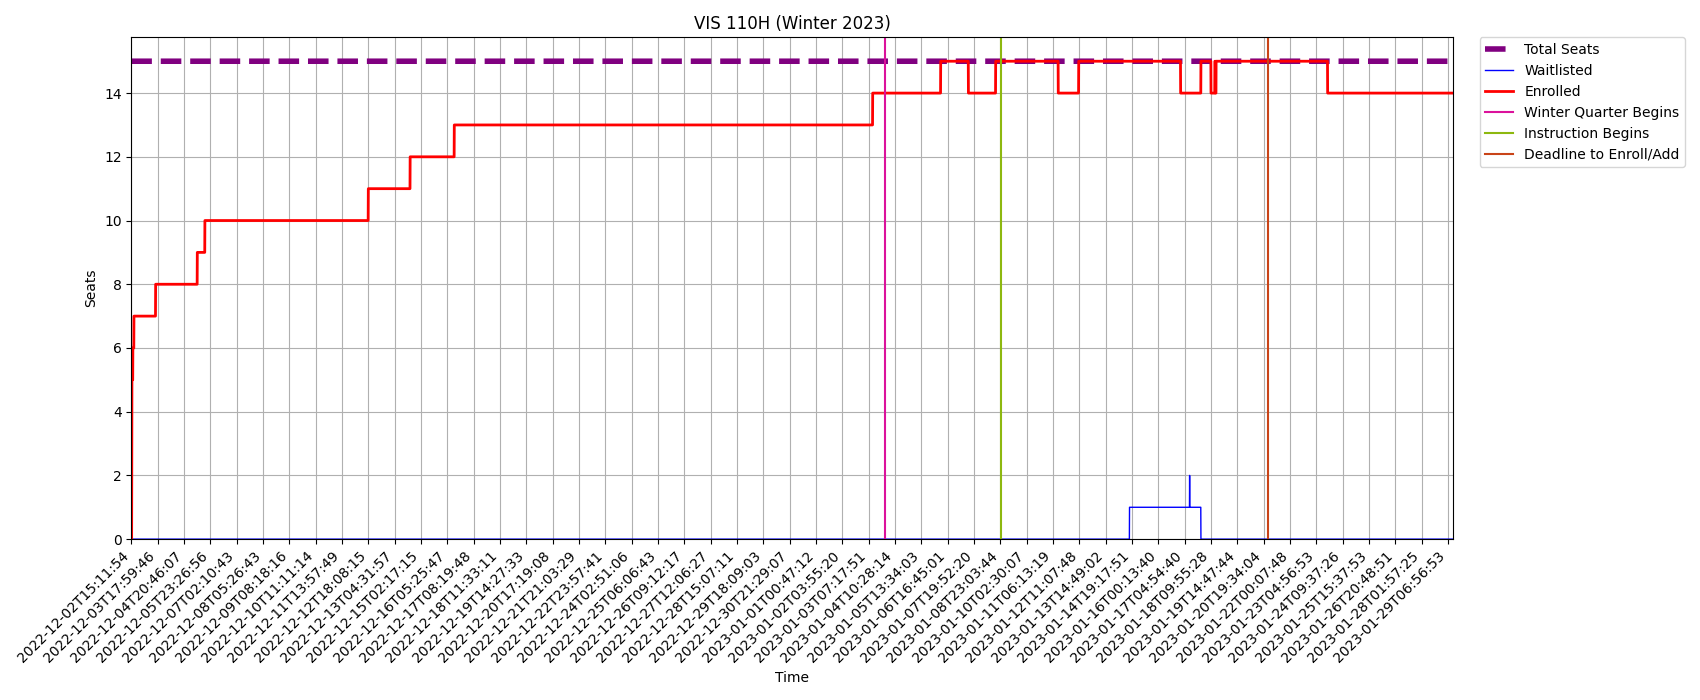 VIS 110H (Winter 2023)
Total Seats
Waitlisted
Enrolled
Winter Quarter Begins
Instruction Begins
Deadline to Enroll/Add
Seats
14
12
10
8
6
4
2
0
2022-12-02T15:11:54
2022-12-03T17:59:46
2022-12-04T20:46:07
2022-12-05T23:26:56
2022-12-07T02:10:43
2022-12-08T05:26:43
2022-12-09T08:18:16
2022-12-10T11:11:14
2022-12-11T13:57:49
2022-12-12T18:08:15
2022-12-13T04:31:57
2022-12-15T02:17:15
2022-12-16T05:25:47
2022-12-17T08:19:48
2022-12-18T11:33:11
2022-12-19T14:27:33
2022-12-20T17:19:08
2022-12-21T21:03:29
2022-12-22T23:57:41
2022-12-24T02:51:06
2022-12-25T06:06:43
2022-12-26T09:12:17
2022-12-27T12:06:27
2022-12-28T15:07:11
2022-12-29T18:09:03
2022-12-30T21:29:07
2023-01-01T00:47:12
2023-01-02T03:55:20
2023-01-03T07:17:51
2023-01-04T10:28:14
2023-01-05T13:34:03
2023-01-06T16:45:01
2023-01-07T19:52:20
2023-01-08T23:03:44
2023-01-10T02:30:07
2023-01-11T06:13:19
2023-01-12T11:07:48
2023-01-13T14:49:02
2023-01-14T19:17:51
2023-01-16T00:13:40
2023-01-17T04:54:40
2023-01-18T09:55:28
2023-01-19T14:47:44
2023-01-20T19:34:04
2023-01-22T00:07:48
2023-01-23T04:56:53
2023-01-24T09:37:26
2023-01-25T15:37:53
2023-01-26T20:48:51
2023-01-28T01:57:25
2023-01-29T06:56:53
Time